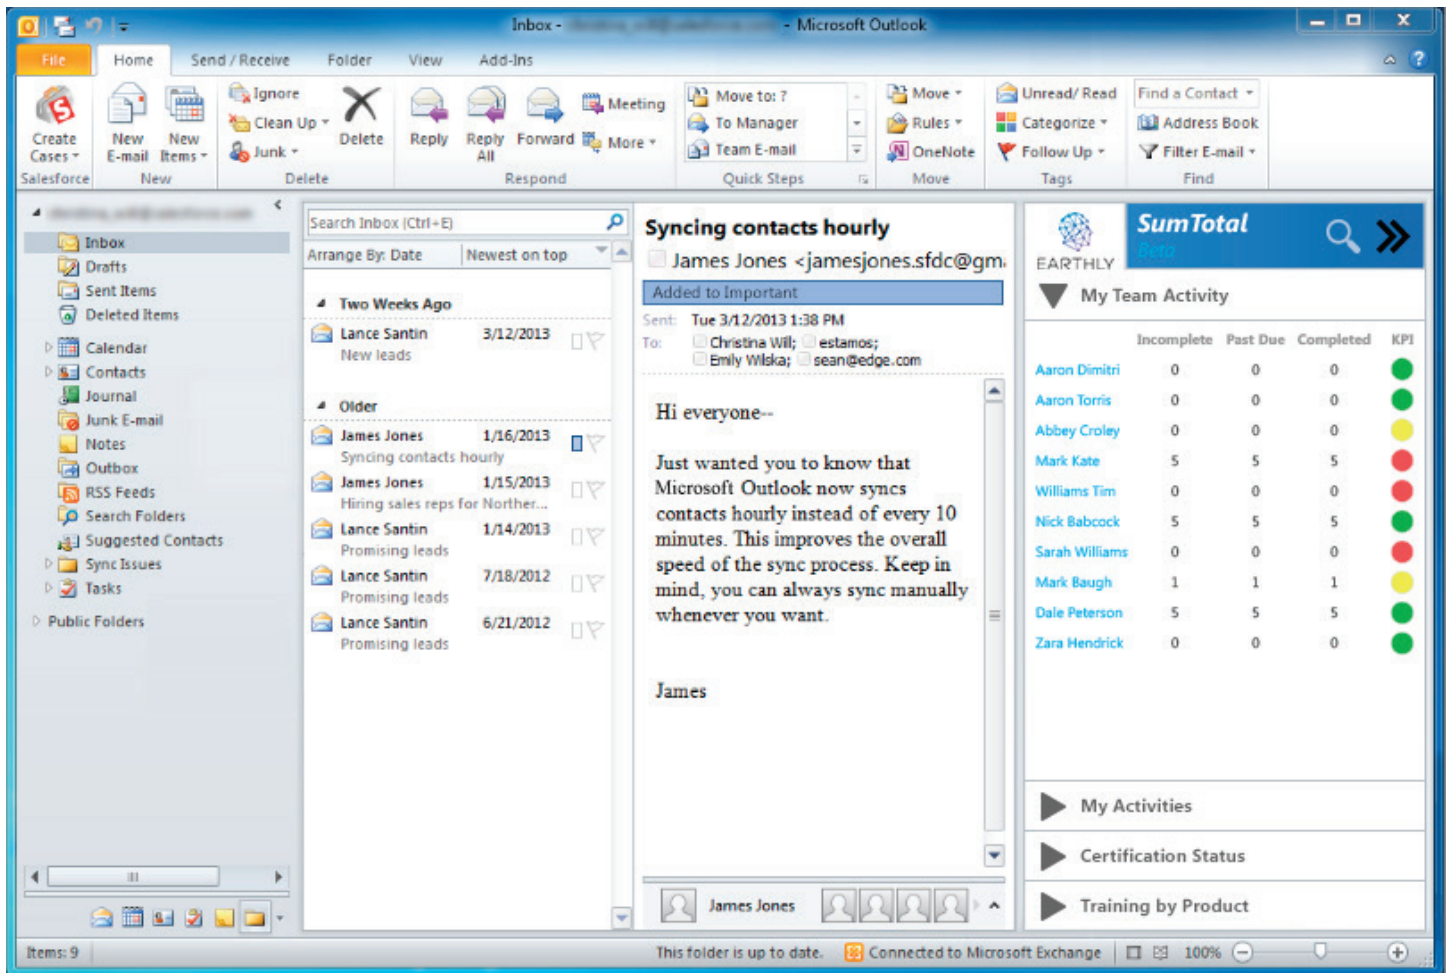 Inbox - - Microsoft Outlook
File Home Send / Receive Folder View Add-Ins
Create Cases
Salesforce
New E-mail
New Items
New
Ignore
Clean Up
Junk
Delete
Delete
Reply
Reply All
Forward
Meeting
More
Respond
Move to: ?
To Manager
Team E-mail
Quick Steps
Move
Rules
OneNote
Move
Unread/ Read
Categorize
Follow Up
Tags
Find a Contact
Address Book
Filter E-mail
Find
Inbox
Drafts
Sent Items
Deleted Items
Calendar
Contacts
Journal
Junk E-mail
Notes
Outbox
RSS Feeds
Search Folders
Suggested Contacts
Sync Issues
Tasks
Public Folders
Search Inbox (Ctrl+E)
Arrange By: Date Newest on top
Two Weeks Ago
Lance Santin 3/12/2013
New leads
Older
James Jones 1/16/2013
Syncing contacts hourly
James Jones 1/15/2013
Hiring sales reps for Norther...
Lance Santin 1/14/2013
Promising leads
Lance Santin 7/18/2012
Promising leads
Lance Santin 6/21/2012
Promising leads
Syncing contacts hourly
James Jones <jamesjones.sfdc@gm
Added to Important
Sent: Tue 3/12/2013 1:38 PM
To: Christina Will; estamos;
Emily Wilska; sean@edge.com
Hi everyone--
Just wanted you to know that
Microsoft Outlook now syncs
contacts hourly instead of every 10
minutes. This improves the overall
speed of the sync process. Keep in
mind, you can always sync manually
whenever you want.
James
James Jones
EARTHLY
SumTotal
Beta
My Team Activity
Incomplete Past Due Completed KPI
Aaron Dimitri 0 0 0
Aaron Torris 0 0 0
Abbey Croley 0 0 0
Mark Kate 5 5 5
Williams Tim 0 0 0
Nick Babcock 5 5 5
Sarah Williams 0 0 0
Mark Baugh 1 1 1
Dale Peterson 5 5 5
Zara Hendrick 0 0 0
My Activities
Certification Status
Training by Product
Items: 9
This folder is up to date. Connected to Microsoft Exchange 100%